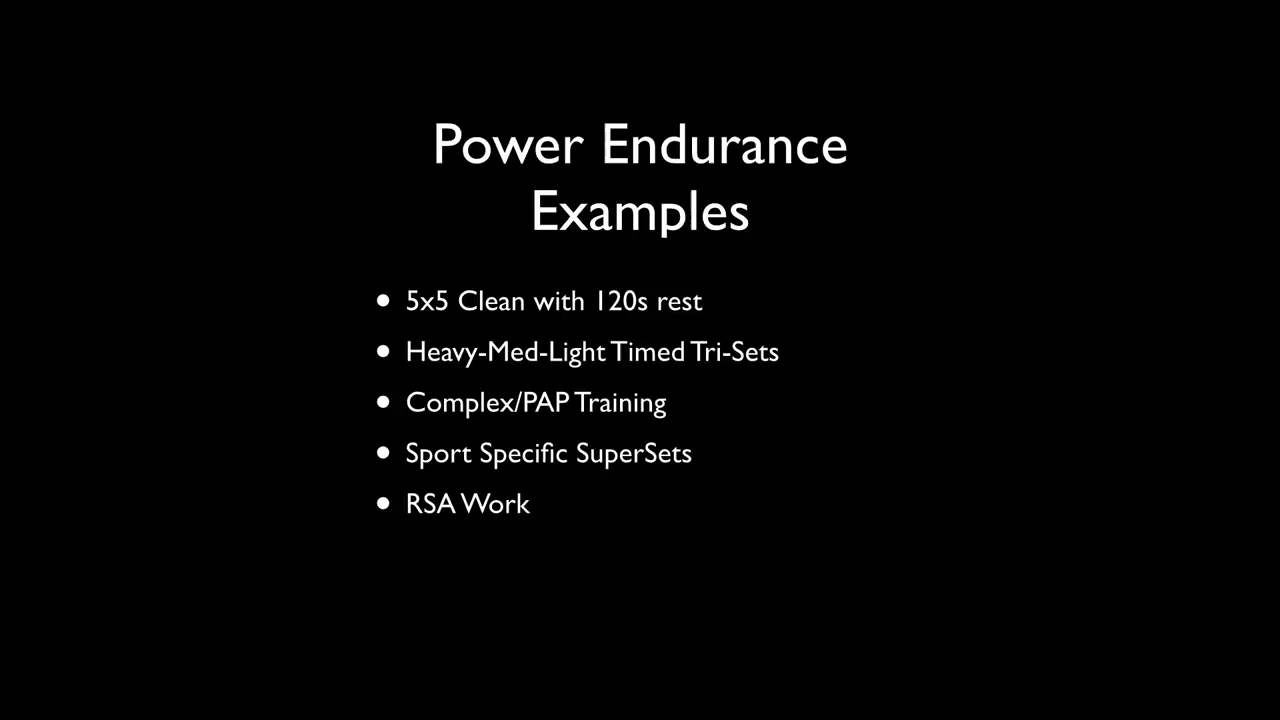 Power Endurance
Examples
• 5x5 Clean with 120s rest
• Heavy-Med-Light Timed Tri-Sets
• Complex/PAP Training
• Sport Specific SuperSets
• RSA Work